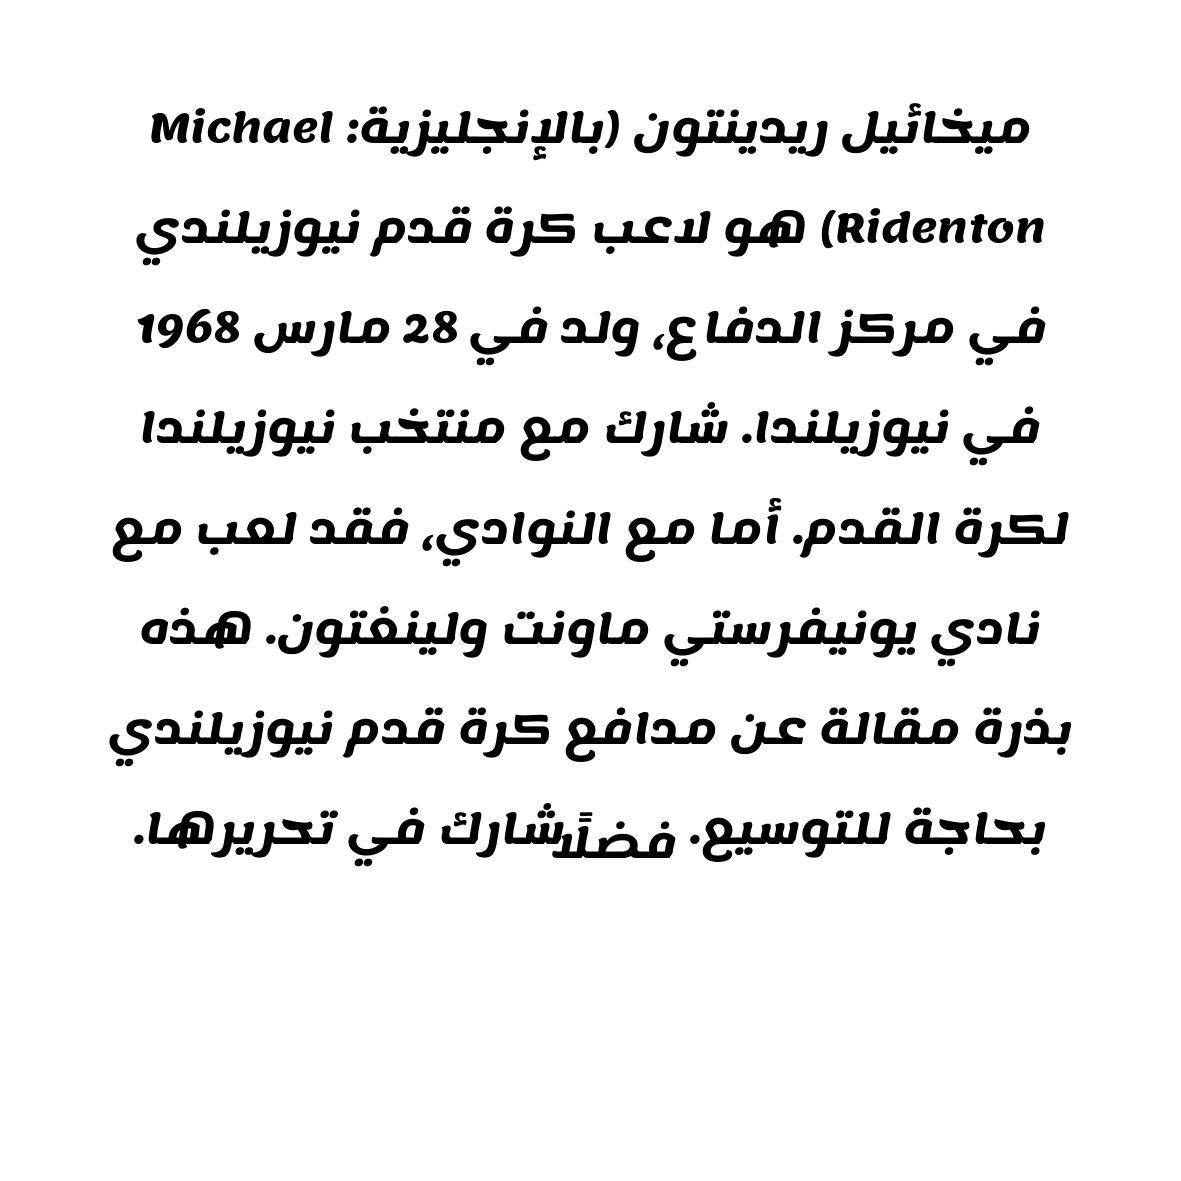 ميخائيل ريدينتون (بالإنجليزية: Michael
Ridenton) هو لاعب كرة قدم نيوزيلندي
في مركز الدفاع، ولد في 28 مارس 1968
في نيوزيلندا. شارك مع منتخب نيوزيلندا
لكرة القدم. أما مع النوادي، فقد لعب مع
نادي يونيفرستي ماونت ولينغتون. هذه
بذرة مقالة عن مدافع كرة قدم نيوزيلندي
بحاجة للتوسيع. فضلًا شارك في تحريرها.